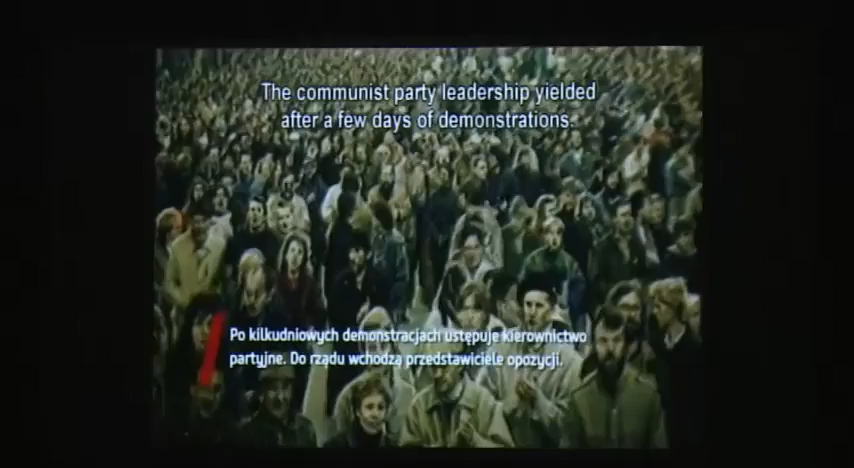 The communist party leadership yielded
after a few days of demonstrations.
Po kilkudniowych demonstracjach ustępuje kierownictwo
partyjne. Do rządu wchodzą przedstawiciele opozycji.